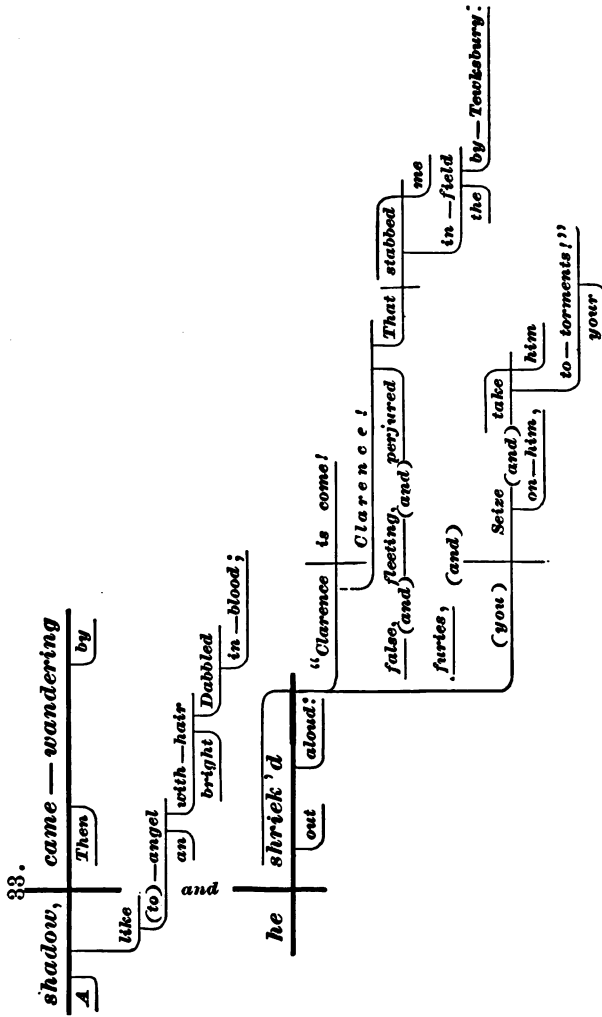 33.
shadow, came—wandering
A Then by
like
(to)—angel
an with—hair
bright Dabbled
in—blood;
and
he shriek'd
out aloud:
"Clarence is come!
Clarence!
false, fleeting, perjured
(and) (and)
That stabbed me
in—field
the by—Tewksbury:
furies, (and)
(you) Seize (and) take him
on—him,
to—torments!"
your